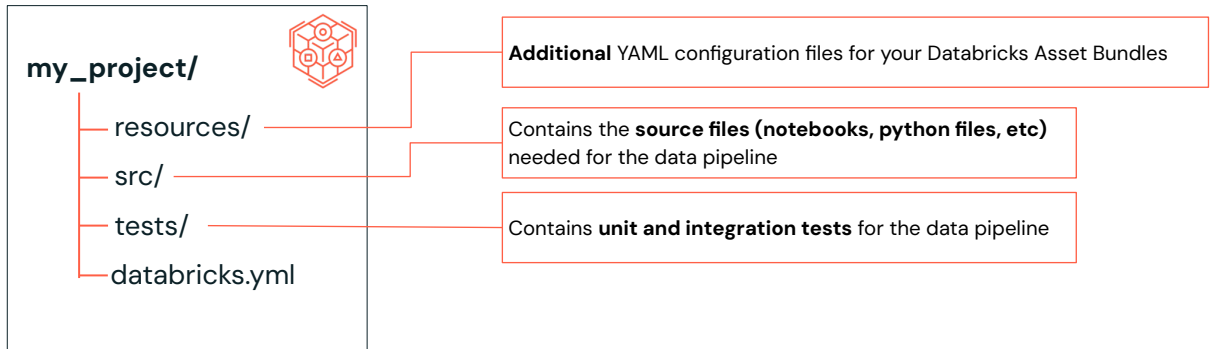 my_project/
resources/
src/
tests/
databricks.yml
Additional YAML configuration files for your Databricks Asset Bundles
Contains the source files (notebooks, python files, etc)
needed for the data pipeline
Contains unit and integration tests for the data pipeline